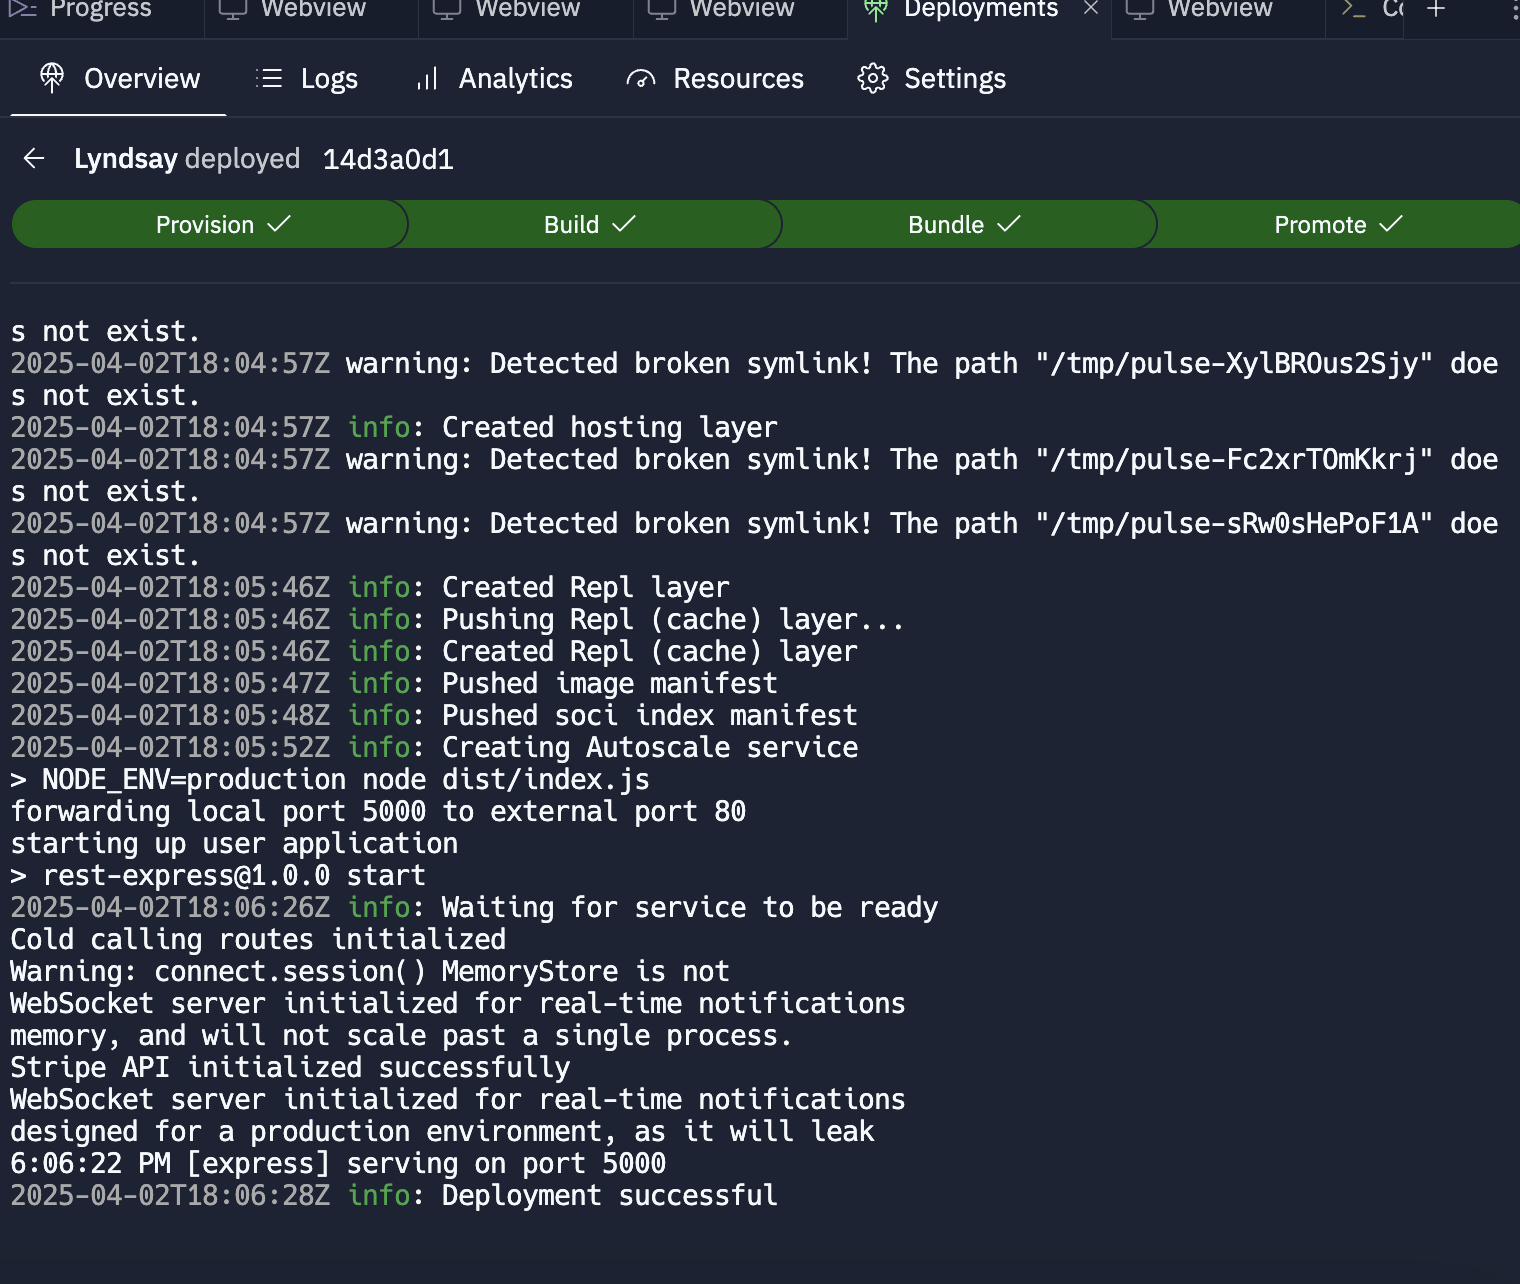 Progress Webview Webview Webview Deployments Webview
Overview Logs Analytics Resources Settings
Lyndsay deployed 14d3a0d1
Provision Build Bundle Promote
s not exist.
2025-04-02T18:04:57Z warning: Detected broken symlink! The path "/tmp/pulse-XylBROus2Sjy" doe
s not exist.
2025-04-02T18:04:57Z info: Created hosting layer
2025-04-02T18:04:57Z warning: Detected broken symlink! The path "/tmp/pulse-Fc2xrTOmKkrj" doe
s not exist.
2025-04-02T18:04:57Z warning: Detected broken symlink! The path "/tmp/pulse-sRw0sHePoF1A" doe
s not exist.
2025-04-02T18:05:46Z info: Created Repl layer
2025-04-02T18:05:46Z info: Pushing Repl (cache) layer...
2025-04-02T18:05:46Z info: Created Repl (cache) layer
2025-04-02T18:05:47Z info: Pushed image manifest
2025-04-02T18:05:48Z info: Pushed soci index manifest
2025-04-02T18:05:52Z info: Creating Autoscale service
> NODE_ENV=production node dist/index.js
forwarding local port 5000 to external port 80
starting up user application
> rest-express@1.0.0 start
2025-04-02T18:06:26Z info: Waiting for service to be ready
Cold calling routes initialized
Warning: connect.session() MemoryStore is not
WebSocket server initialized for real-time notifications
memory, and will not scale past a single process.
Stripe API initialized successfully
WebSocket server initialized for real-time notifications
designed for a production environment, as it will leak
6:06:22 PM [express] serving on port 5000
2025-04-02T18:06:28Z info: Deployment successful